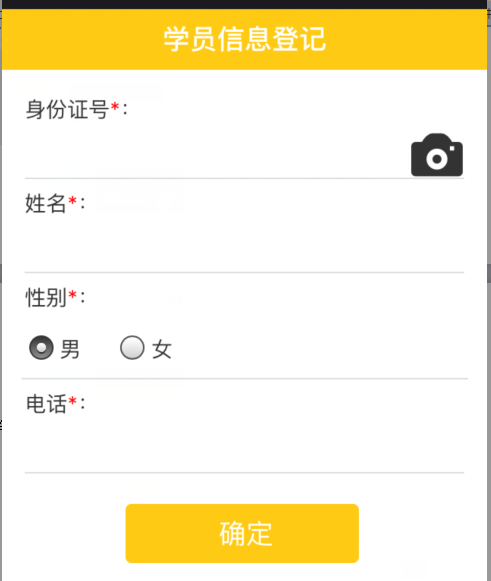 学员信息登记
身份证号*：
姓名*：
性别*：
男 女
电话*：
确定